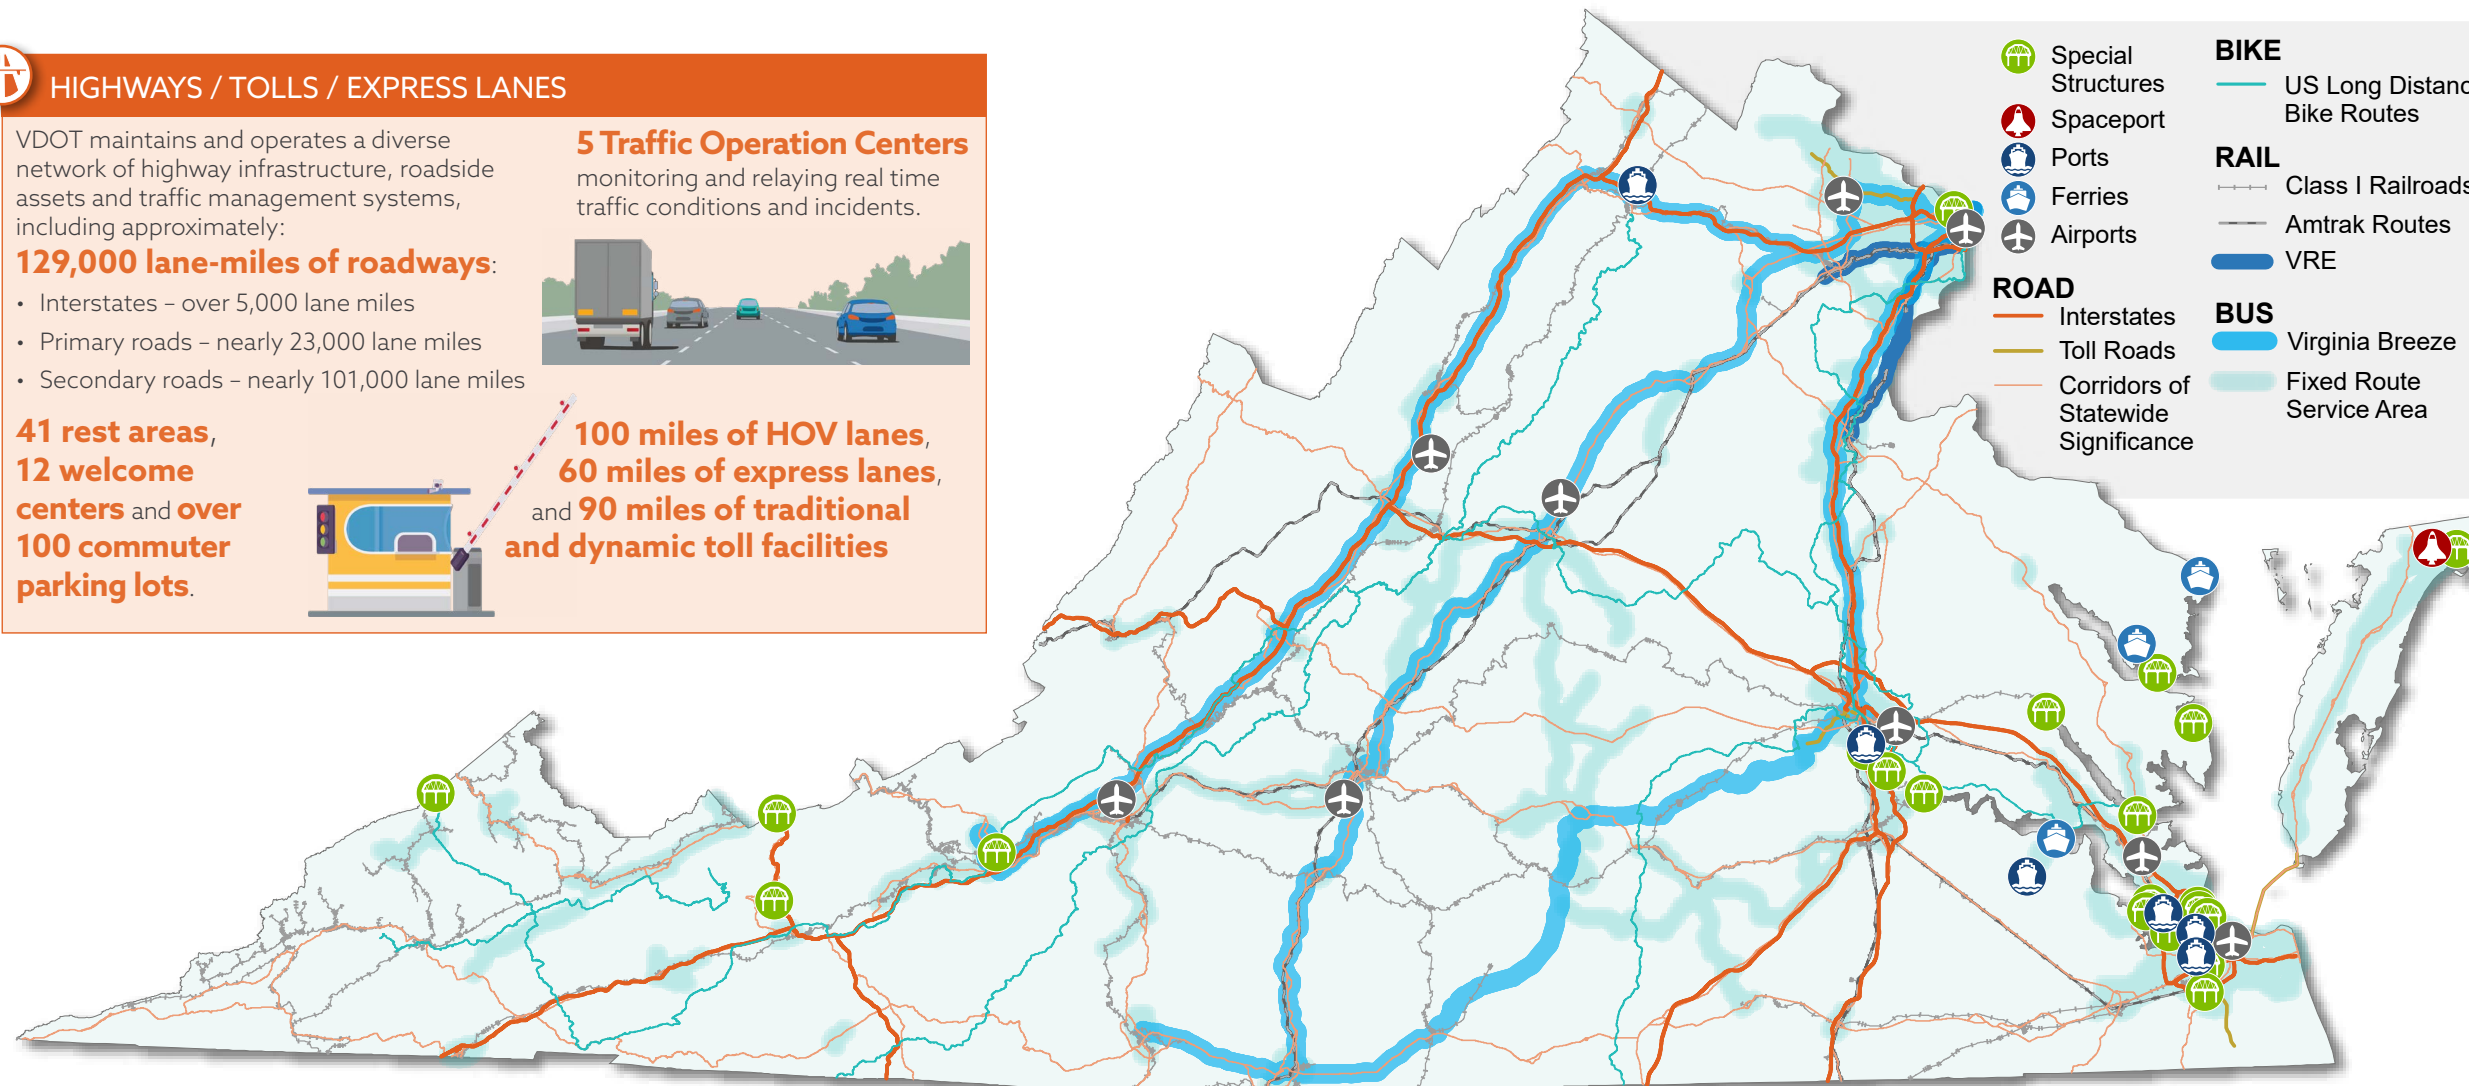 HIGHWAYS / TOLLS / EXPRESS LANES
VDOT maintains and operates a diverse
network of highway infrastructure, roadside
assets and traffic management systems,
including approximately:
129,000 lane-miles of roadways:
• Interstates – over 5,000 lane miles
• Primary roads – nearly 23,000 lane miles
• Secondary roads – nearly 101,000 lane miles
5 Traffic Operation Centers
monitoring and relaying real time
traffic conditions and incidents.
41 rest areas,
12 welcome
centers and over
100 commuter
parking lots.
100 miles of HOV lanes,
60 miles of express lanes,
and 90 miles of traditional
and dynamic toll facilities
Special
Structures
Spaceport
Ports
Ferries
Airports
ROAD
Interstates
Toll Roads
Corridors of
Statewide
Significance
BIKE
US Long Distanc
Bike Routes
RAIL
Class I Railroads
Amtrak Routes
VRE
BUS
Virginia Breeze
Fixed Route
Service Area